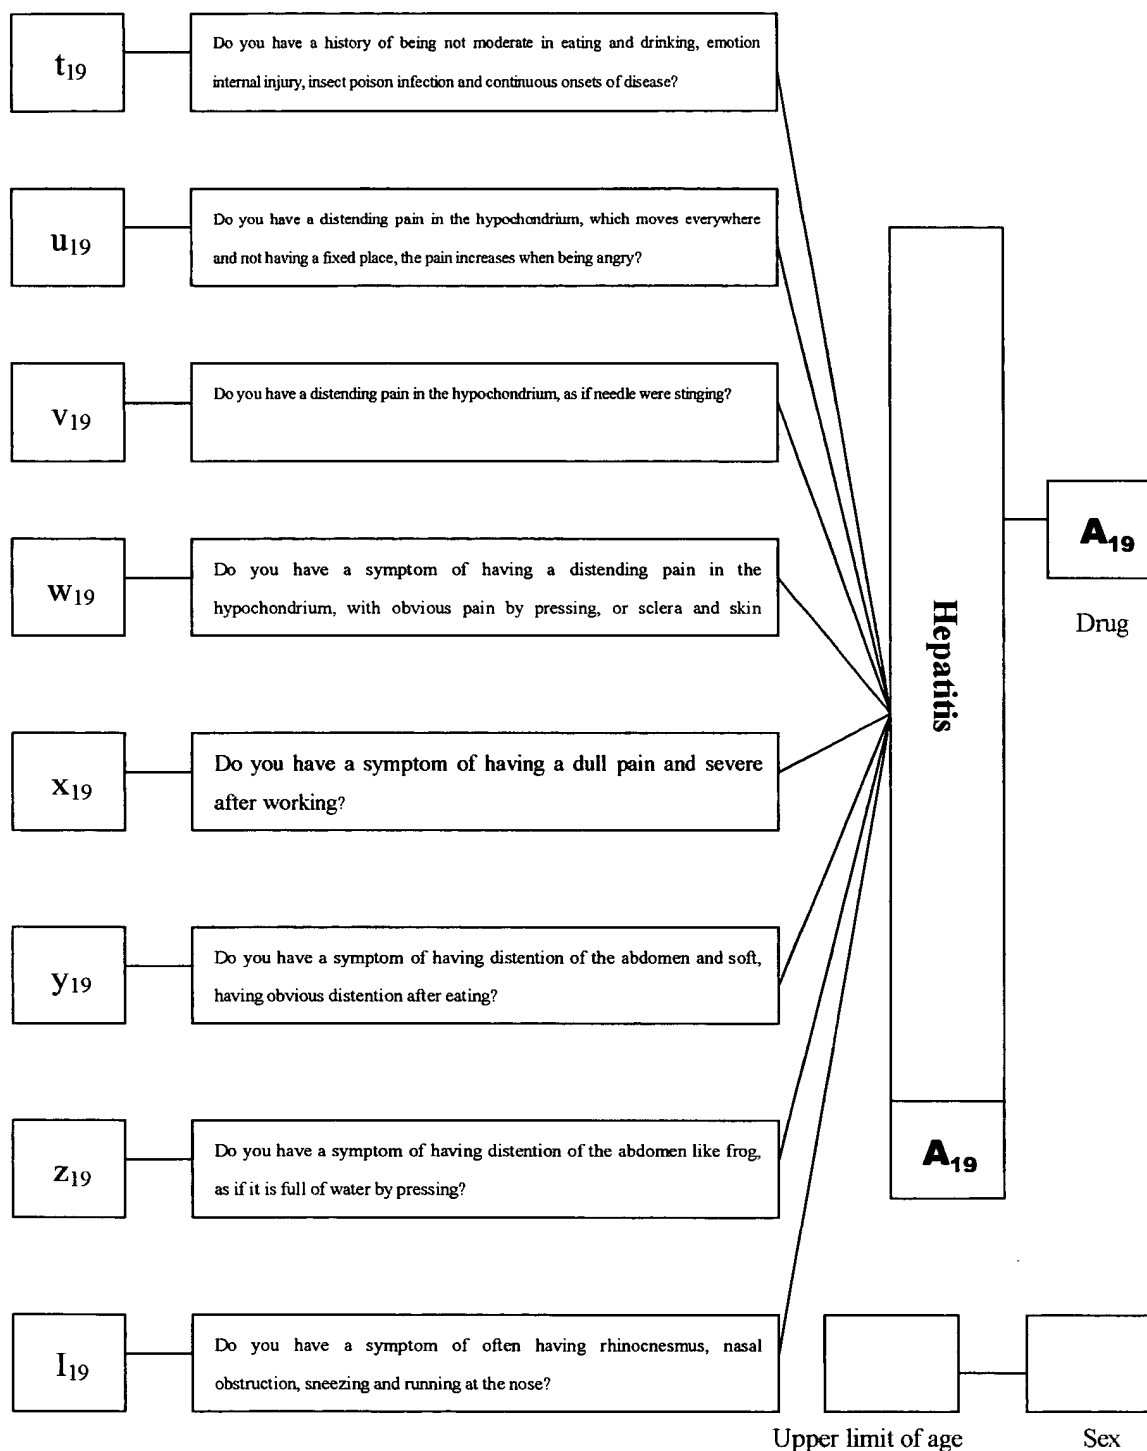 t19
Do you have a history of being not moderate in eating and drinking, emotion
internal injury, insect poison infection and continuous onsets of disease?
u19
Do you have a distending pain in the hypochondrium, which moves everywhere
and not having a fixed place, the pain increases when being angry?
v19
Do you have a distending pain in the hypochondrium, as if needle were stinging?
w19
Do you have a symptom of having a distending pain in the
hypochondrium, with obvious pain by pressing, or sclera and skin
x19
Do you have a symptom of having a dull pain and severe
after working?
y19
Do you have a symptom of having distention of the abdomen and soft,
having obvious distention after eating?
z19
Do you have a symptom of having distention of the abdomen like frog,
as if it is full of water by pressing?
I19
Do you have a symptom of often having rhinocnesmus, nasal
obstruction, sneezing and running at the nose?
Hepatitis
A19
A19
Drug
Upper limit of age
Sex